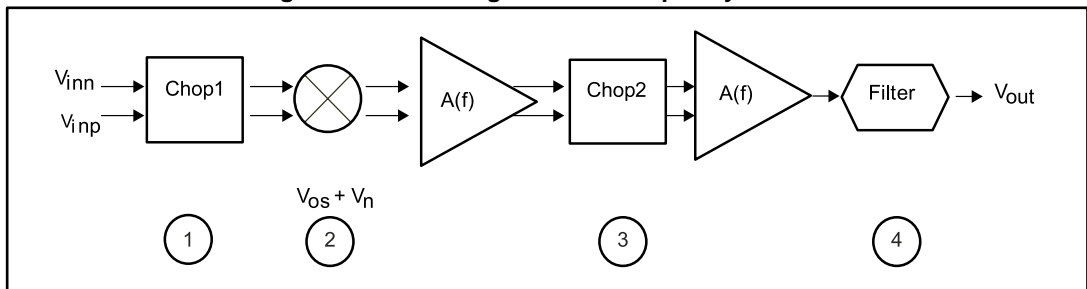 Vinn
Vinp
Chop1
A(f)
Chop2
A(f)
Filter
Vout
Vos + Vn
1
2
3
4